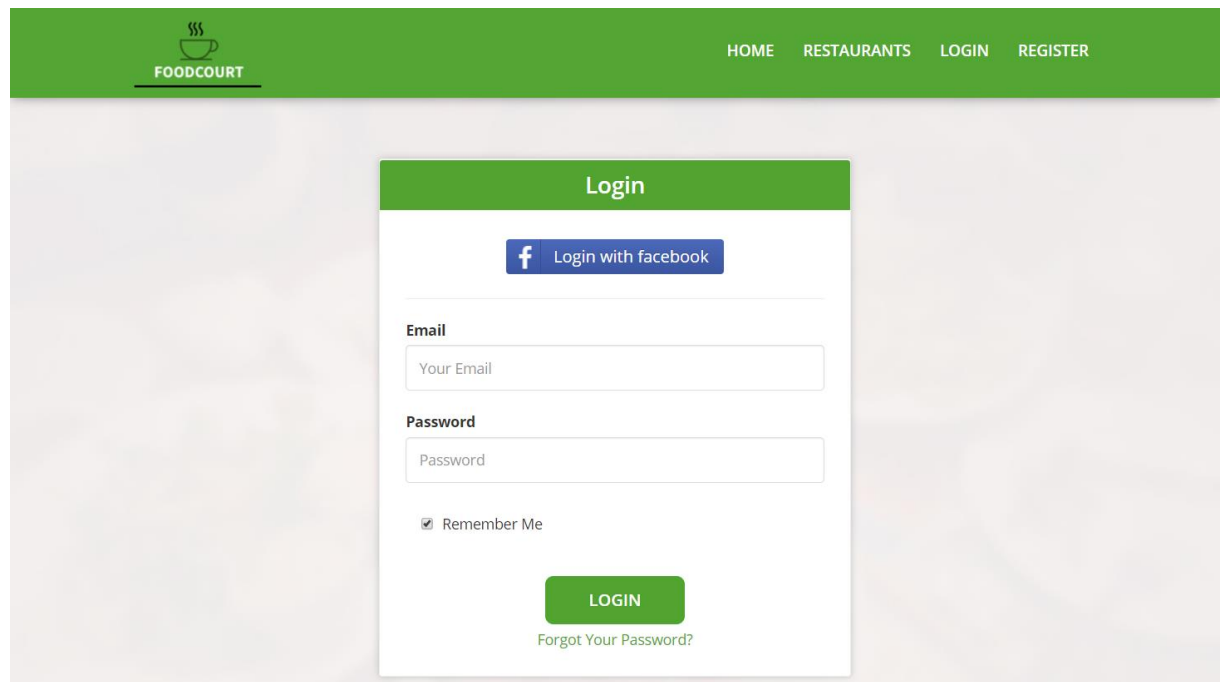 FOODCOURT
HOME RESTAURANTS LOGIN REGISTER
Login
f Login with facebook
Email
Your Email
Password
Password
Remember Me
LOGIN
Forgot Your Password?